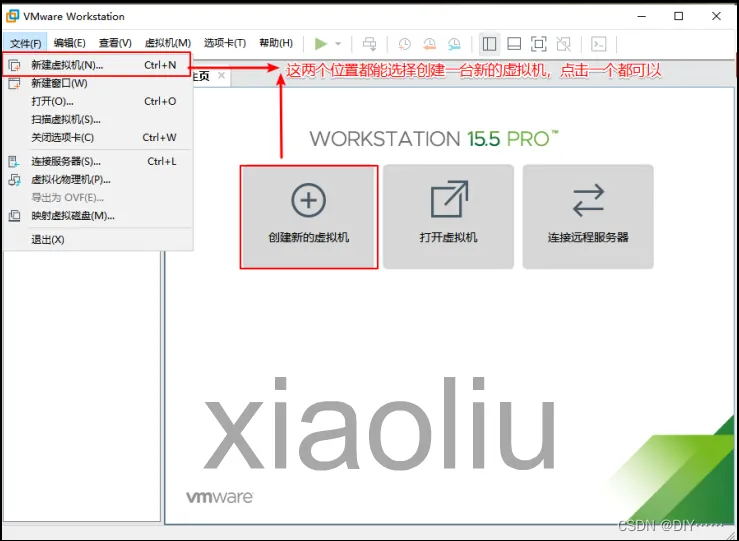 VMware Workstation
文件(F) 编辑(E) 查看(V) 虚拟机(M) 选项卡(T) 帮助(H)
新建虚拟机(N)... Ctrl+N
新建窗口(W)
打开(O)... Ctrl+O
扫描虚拟机(S)...
关闭选项卡(C) Ctrl+W
连接服务器(S)... Ctrl+L
虚拟化物理机(P)...
导出为 OVF(E)...
映射虚拟磁盘(M)...
退出(X)
主页
这两个位置都能选择创建一台新的虚拟机，点击一个都可以
WORKSTATION 15.5 PRO™
创建新的虚拟机 打开虚拟机 连接远程服务器
xiaoliu
vmware
CSDN @DIY······